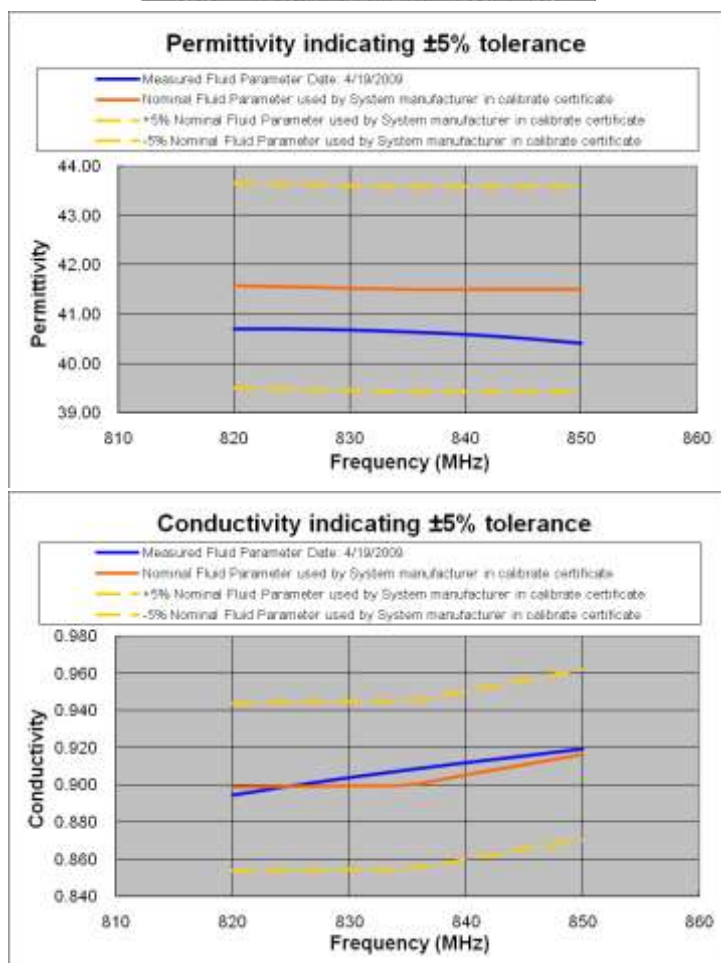 Permittivity indicating ±5% tolerance
Measured Fluid Parameter Date: 4/19/2009
Nominal Fluid Parameter used by System manufacturer in calibrate certificate
+5% Nominal Fluid Parameter used by System manufacturer in calibrate certificate
-5% Nominal Fluid Parameter used by System manufacturer in calibrate certificate
44.00
43.00
42.00
41.00
40.00
39.00
Permittivity
810 820 830 840 850 860
Frequency (MHz)
Conductivity indicating ±5% tolerance
Measured Fluid Parameter Date: 4/19/2009
Nominal Fluid Parameter used by System manufacturer in calibrate certificate
+5% Nominal Fluid Parameter used by System manufacturer in calibrate certificate
-5% Nominal Fluid Parameter used by System manufacturer in calibrate certificate
0.980
0.960
0.940
0.920
0.900
0.880
0.860
0.840
Conductivity
810 820 830 840 850 860
Frequency (MHz)